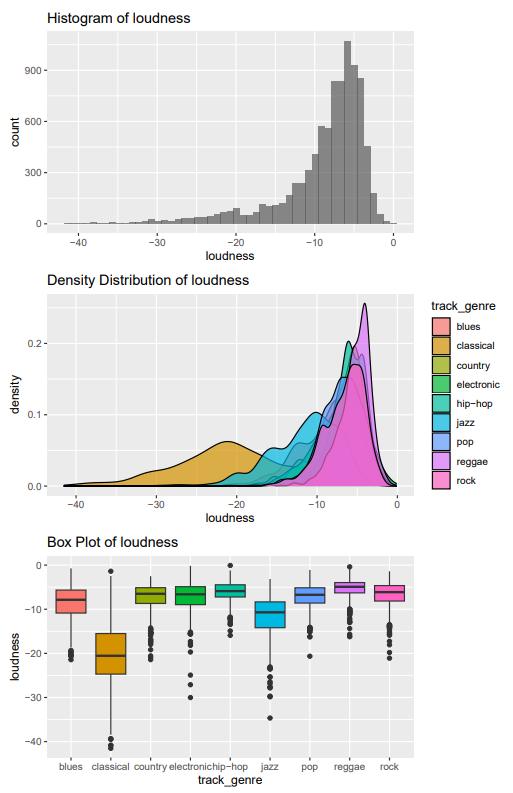 Histogram of loudness
900
600
300
0
count
−40 −30 −20 −10 0
loudness
Density Distribution of loudness
0.2
0.1
0.0
density
−40 −30 −20 −10 0
loudness
track_genre
blues
classical
country
electronic
hip−hop
jazz
pop
reggae
rock
Box Plot of loudness
0
−10
−20
−30
−40
loudness
blues classical country electronic hip−hop jazz pop reggae rock
track_genre